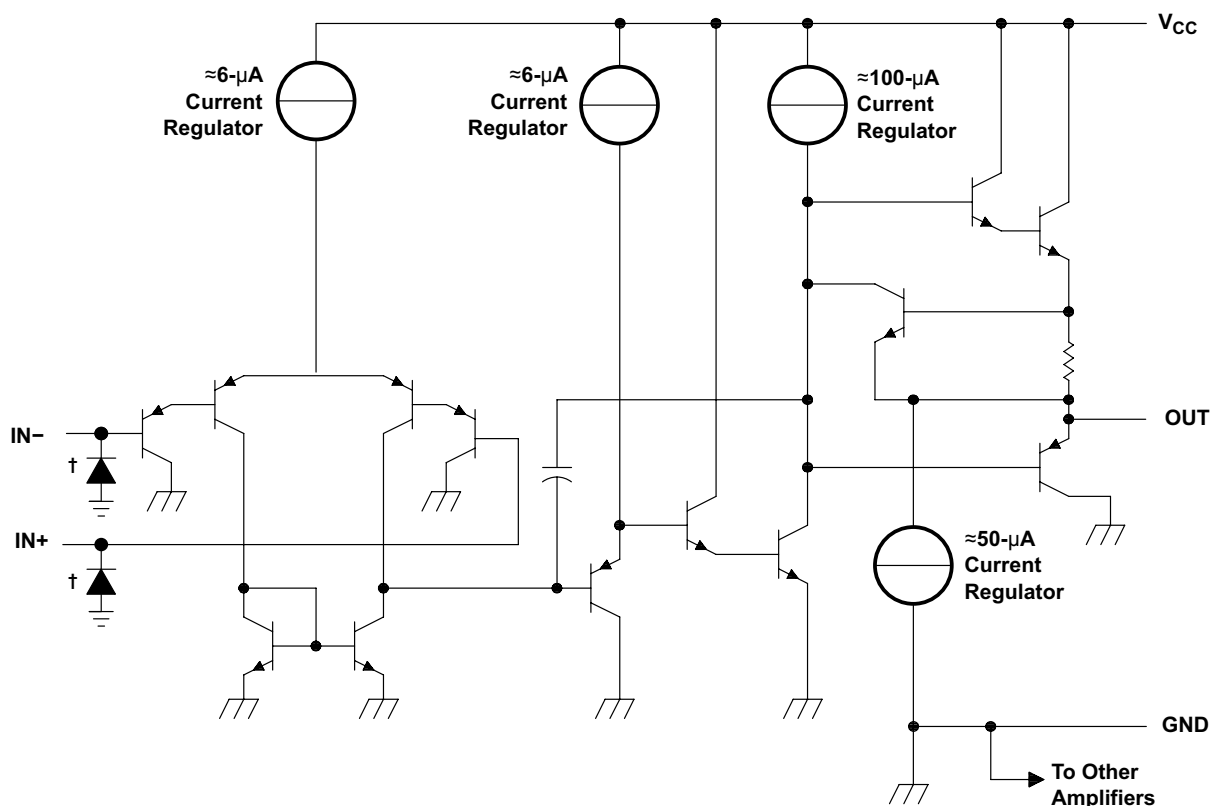 V_CC
≈6-µA
Current
Regulator
≈6-µA
Current
Regulator
≈100-µA
Current
Regulator
IN−
†
OUT
IN+
†
≈50-µA
Current
Regulator
GND
To Other
Amplifiers